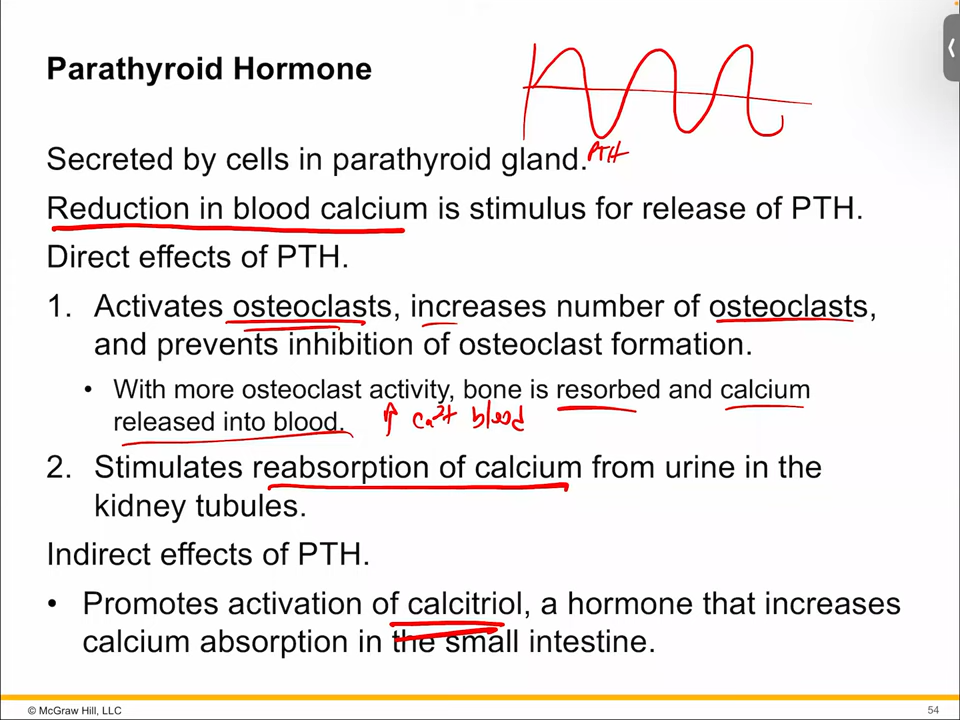 Parathyroid Hormone
Secreted by cells in parathyroid gland.
PTH
Reduction in blood calcium is stimulus for release of PTH.
Direct effects of PTH.
1. Activates osteoclasts, increases number of osteoclasts,
and prevents inhibition of osteoclast formation.
• With more osteoclast activity, bone is resorbed and calcium
released into blood. ↑ Ca2+ blood
2. Stimulates reabsorption of calcium from urine in the
kidney tubules.
Indirect effects of PTH.
• Promotes activation of calcitriol, a hormone that increases
calcium absorption in the small intestine.
© McGraw Hill, LLC
54